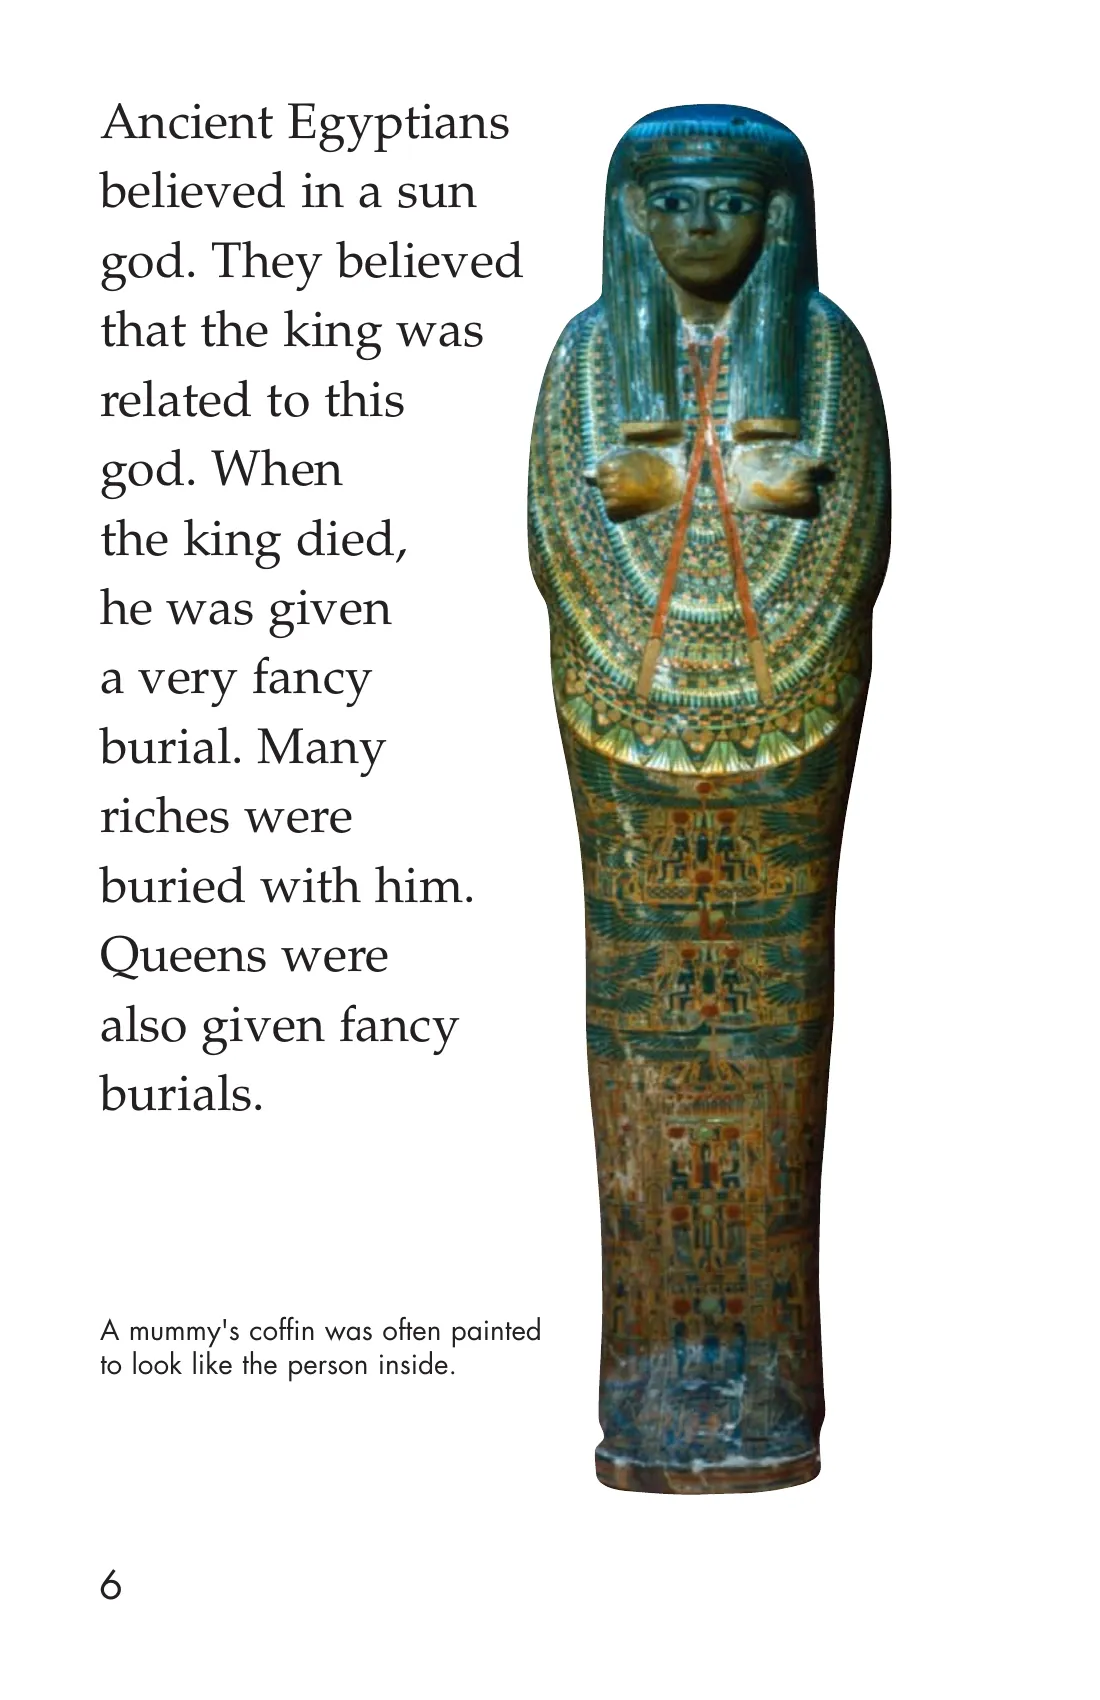 Ancient Egyptians
believed in a sun
god. They believed
that the king was
related to this
god. When
the king died,
he was given
a very fancy
burial. Many
riches were
buried with him.
Queens were
also given fancy
burials.
A mummy's coffin was often painted
to look like the person inside.
6